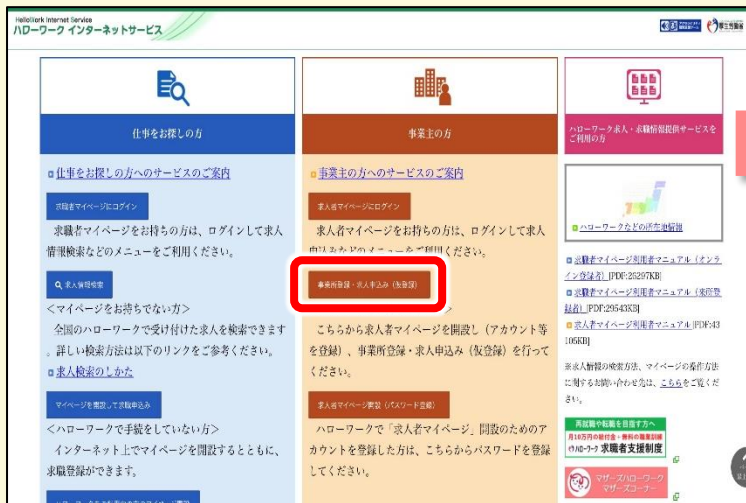 HelloWork Internet Service
ハローワーク インターネットサービス
厚生労働省
仕事をお探しの方
仕事をお探しの方へのサービスのご案内
求職者マイページにログイン
求職者マイページをお持ちの方は、ログインして求人
情報検索などのメニューをご利用ください。
求人情報検索
<マイページをお持ちでない方>
全国のハローワークで受け付けた求人を検索できます
。詳しい検索方法は以下のリンクをご参考ください。
求人検索のしかた
マイページを開設して求職申込み
<ハローワークで手続をしていない方>
インターネット上でマイページを開設するとともに、
求職登録ができます。
事業主の方
事業主の方へのサービスのご案内
求人者マイページにログイン
求人者マイページをお持ちの方は、ログインして求人
申込みなどのメニューをご利用ください。
事業所登録・求人申込み（仮登録）
>
こちらから求人者マイページを開設し（アカウント等
を登録）、事業所登録・求人申込み（仮登録）を行って
ください。
求人者マイページ開設（パスワード登録）
ハローワークで「求人者マイページ」開設のためのア
カウントを登録した方は、こちらからパスワードを登録
してください。
ハローワーク求人・求職情報提供サービスを
ご利用の方
ハローワークなどの所在地情報
求職者マイページ利用者マニュアル（オンラ
イン登録者）[PDF:25297KB]
求職者マイページ利用者マニュアル（来所登
録者）[PDF:29543KB]
求人者マイページ利用者マニュアル[PDF:43
105KB]
※求人情報の検索方法、マイページの操作方法
に関するお問い合わせ先は、こちらをご覧くだ
さい。
再就職や転職を目指す方へ
月10万円の給付金+無料の職業訓練
ハローワーク 求職者支援制度
マザーズハローワーク
マザーズコーナー